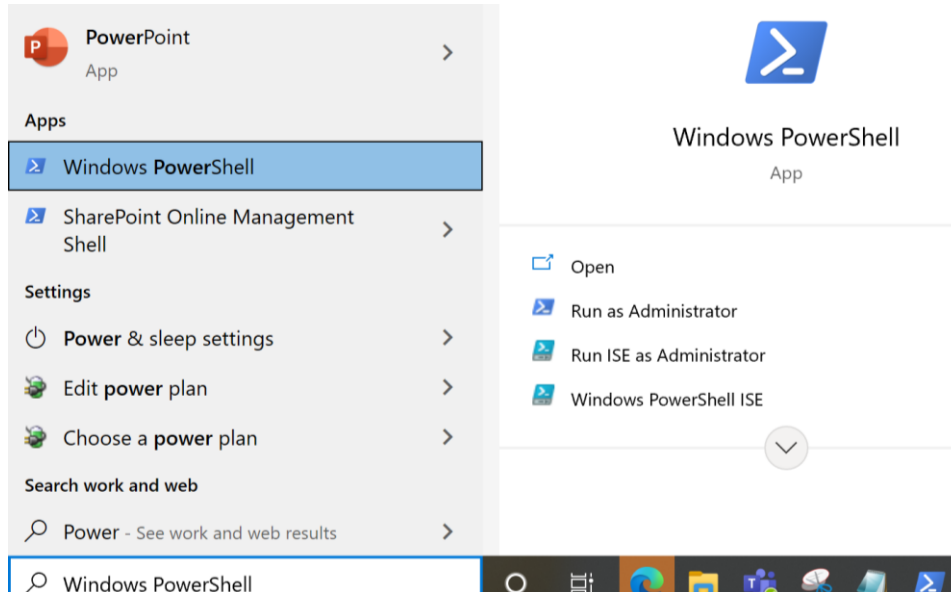 PowerPoint
App
Apps
Windows PowerShell
SharePoint Online Management
Shell
Settings
Power & sleep settings
Edit power plan
Choose a power plan
Search work and web
Power - See work and web results
Windows PowerShell
Windows PowerShell
App
Open
Run as Administrator
Run ISE as Administrator
Windows PowerShell ISE